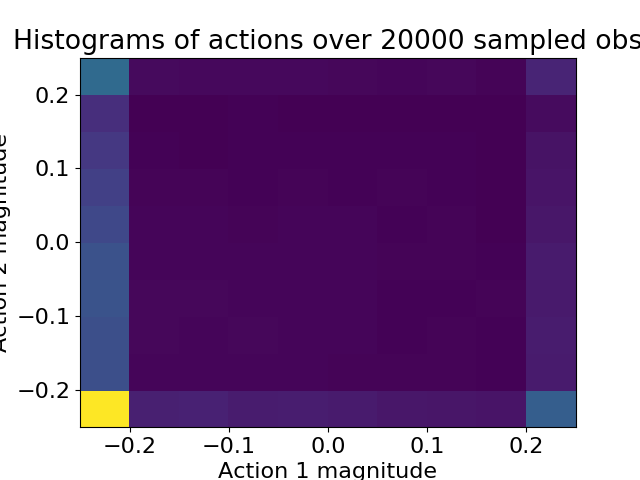 Histograms of actions over 20000 sampled obs
0.2
0.1
0.0
−0.1
−0.2
Action 2 magnitude
−0.2 −0.1 0.0 0.1 0.2
Action 1 magnitude